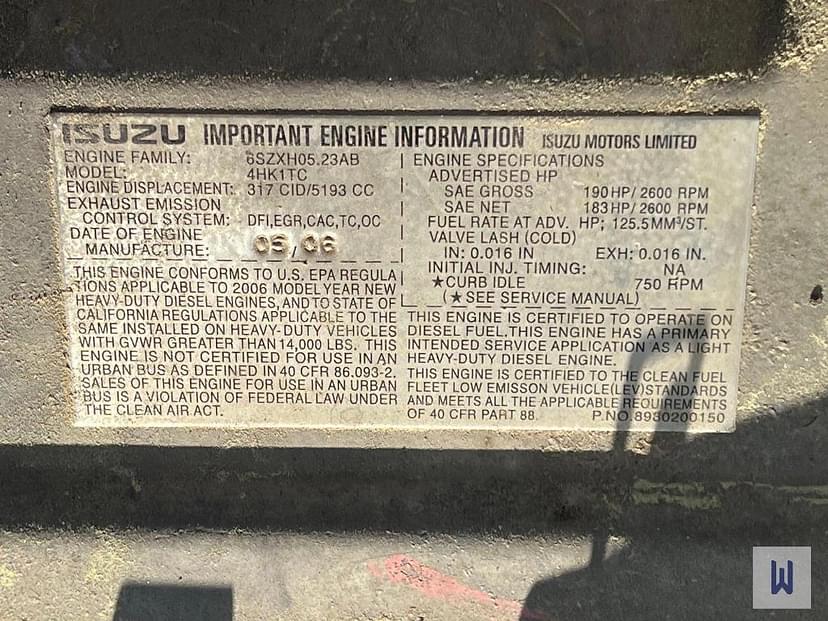 ISUZU IMPORTANT ENGINE INFORMATION ISUZU MOTORS LIMITED
ENGINE FAMILY: 6SZXH05.23AB
MODEL: 4HK1TC
ENGINE DISPLACEMENT: 317 CID/5193 CC
EXHAUST EMISSION
CONTROL SYSTEM: DFI,EGR,CAC,TC,OC
DATE OF ENGINE
MANUFACTURE: 05/06
THIS ENGINE CONFORMS TO U.S. EPA REGULA
TIONS APPLICABLE TO 2006 MODEL YEAR NEW
HEAVY-DUTY DIESEL ENGINES, AND TO STATE OF
CALIFORNIA REGULATIONS APPLICABLE TO THE
SAME INSTALLED ON HEAVY-DUTY VEHICLES
WITH GVWR GREATER THAN 14,000 LBS. THIS
ENGINE IS NOT CERTIFIED FOR USE IN AN
URBAN BUS AS DEFINED IN 40 CFR 86.093-2.
SALES OF THIS ENGINE FOR USE IN AN URBAN
BUS IS A VIOLATION OF FEDERAL LAW UNDER
THE CLEAN AIR ACT.
ENGINE SPECIFICATIONS
ADVERTISED HP
SAE GROSS 190 HP/2600 RPM
SAE NET 183 HP/2600 RPM
FUEL RATE AT ADV. HP; 125.5 MM³/ST.
VALVE LASH (COLD)
IN: 0.016 IN EXH: 0.016 IN.
INITIAL INJ. TIMING: NA
★CURB IDLE 750 RPM
(★SEE SERVICE MANUAL)
THIS ENGINE IS CERTIFIED TO OPERATE ON
DIESEL FUEL, THIS ENGINE HAS A PRIMARY
INTENDED SERVICE APPLICATION AS A LIGHT
HEAVY-DUTY DIESEL ENGINE.
THIS ENGINE IS CERTIFIED TO THE CLEAN FUEL
FLEET LOW EMISSON VEHICLE(LEV)STANDARDS
AND MEETS ALL THE APPLICABLE REQUIREMENTS
OF 40 CFR PART 88. P.NO.8930200150
W